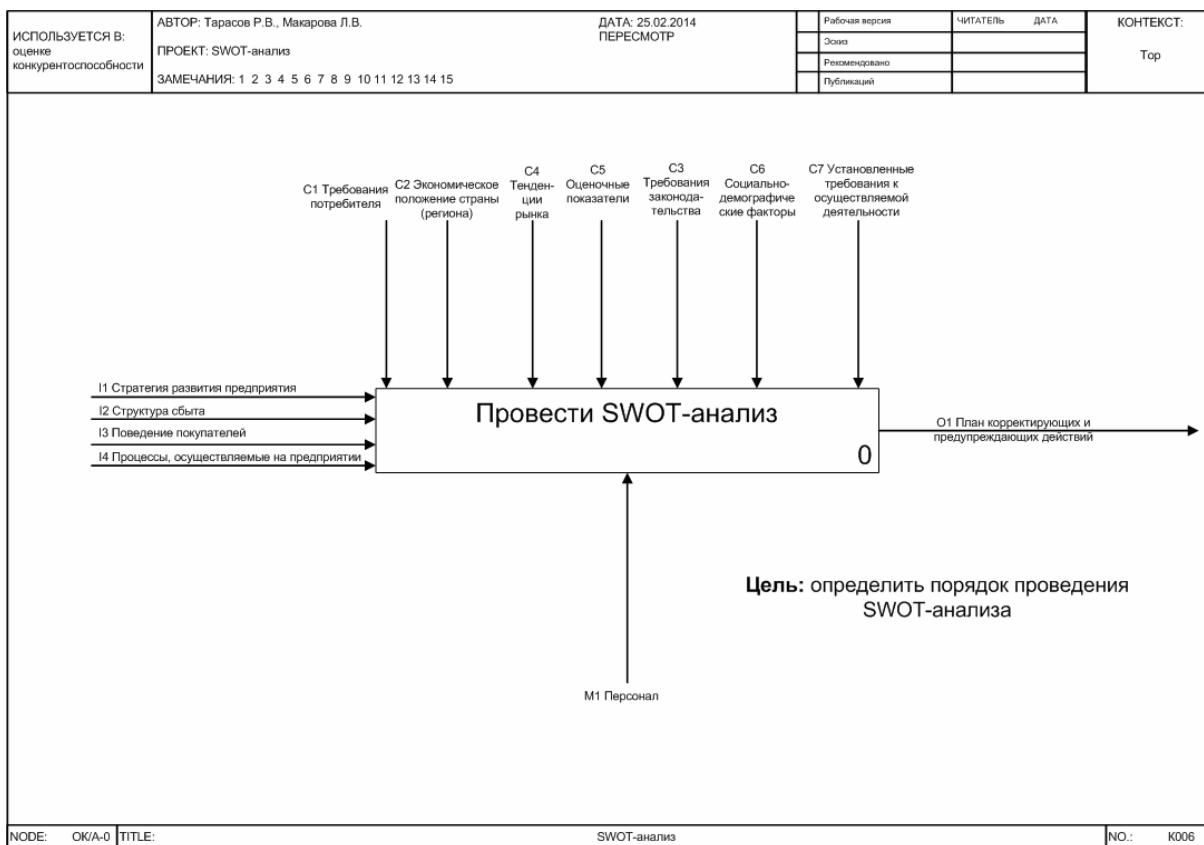 ИСПОЛЬЗУЕТСЯ В:
оценке
конкурентоспособности
АВТОР: Тарасов Р.В., Макарова Л.В.
ДАТА: 25.02.2014
ПЕРЕСМОТР
ПРОЕКТ: SWOT-анализ
ЗАМЕЧАНИЯ: 1 2 3 4 5 6 7 8 9 10 11 12 13 14 15
Рабочая версия
Эскиз
Рекомендовано
Публикаций
ЧИТАТЕЛЬ ДАТА
КОНТЕКСТ:
Top
C1 Требования
потребителя
C2 Экономическое
положение страны
(региона)
C4
Тенден-
ции
рынка
C5
Оценочные
показатели
C3
Требования
законода-
тельства
C6
Социально-
демографиче
ские факторы
C7 Установленные
требования к
осуществляемой
деятельности
I1 Стратегия развития предприятия
I2 Структура сбыта
I3 Поведение покупателей
I4 Процессы, осуществляемые на предприятии
Провести SWOT-анализ
0
O1 План корректирующих и
предупреждающих действий
Цель: определить порядок проведения
SWOT-анализа
M1 Персонал
NODE: ОК/А-0 TITLE: SWOT-анализ NO.: К006